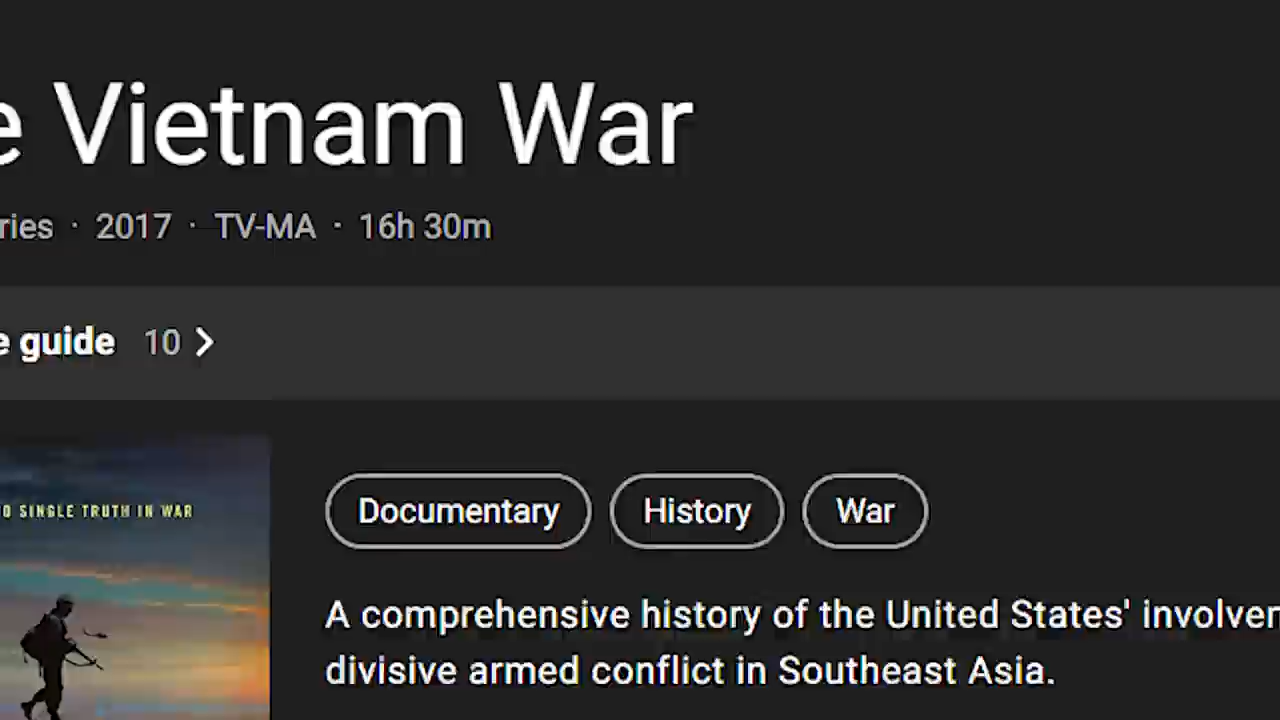 e Vietnam War
ries · 2017 · TV-MA · 16h 30m
e guide 10
O SINGLE TRUTH IN WAR
Documentary History War
A comprehensive history of the United States' involver
divisive armed conflict in Southeast Asia.